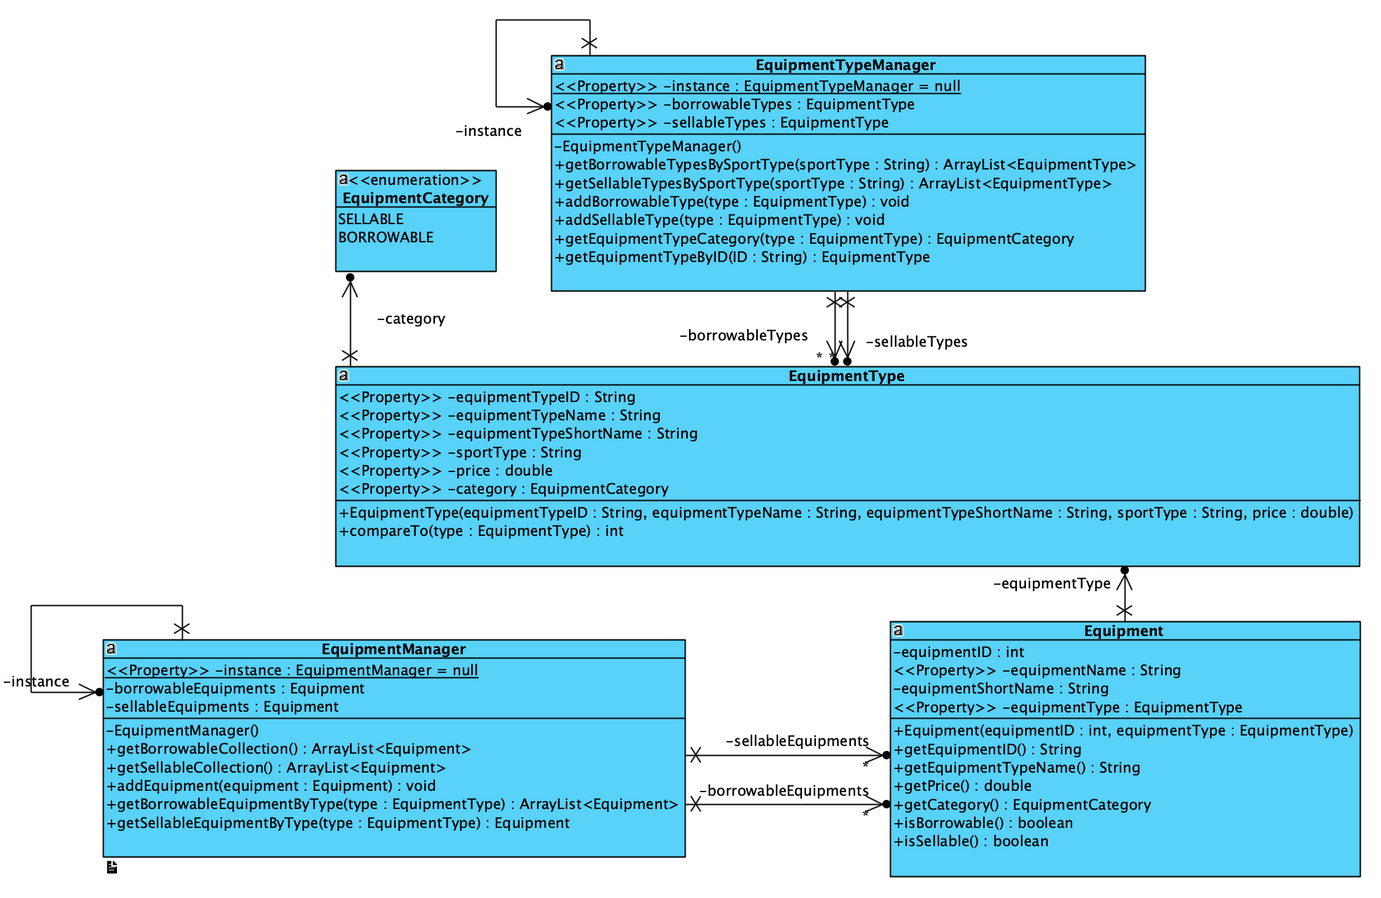 a
EquipmentTypeManager
<<Property>> -instance : EquipmentTypeManager = null
<<Property>> -borrowableTypes : EquipmentType
<<Property>> -sellableTypes : EquipmentType
-EquipmentTypeManager()
+getBorrowableTypesBySportType(sportType : String) : ArrayList<EquipmentType>
+getSellableTypesBySportType(sportType : String) : ArrayList<EquipmentType>
+addBorrowableType(type : EquipmentType) : void
+addSellableType(type : EquipmentType) : void
+getEquipmentTypeCategory(type : EquipmentType) : EquipmentCategory
+getEquipmentTypeByID(ID : String) : EquipmentType
-instance
a
<<enumeration>>
EquipmentCategory
SELLABLE
BORROWABLE
-category
-borrowableTypes
*
*
-sellableTypes
a
EquipmentType
<<Property>> -equipmentTypeID : String
<<Property>> -equipmentTypeName : String
<<Property>> -equipmentTypeShortName : String
<<Property>> -sportType : String
<<Property>> -price : double
<<Property>> -category : EquipmentCategory
+EquipmentType(equipmentTypeID : String, equipmentTypeName : String, equipmentTypeShortName : String, sportType : String, price : double)
+compareTo(type : EquipmentType) : int
-equipmentType
a
EquipmentManager
<<Property>> -instance : EquipmentManager = null
-borrowableEquipments : Equipment
-sellableEquipments : Equipment
-EquipmentManager()
+getBorrowableCollection() : ArrayList<Equipment>
+getSellableCollection() : ArrayList<Equipment>
+addEquipment(equipment : Equipment) : void
+getBorrowableEquipmentByType(type : EquipmentType) : ArrayList<Equipment>
+getSellableEquipmentByType(type : EquipmentType) : Equipment
-instance
-sellableEquipments
*
-borrowableEquipments
*
a
Equipment
-equipmentID : int
<<Property>> -equipmentName : String
-equipmentShortName : String
<<Property>> -equipmentType : EquipmentType
+Equipment(equipmentID : int, equipmentType : EquipmentType)
+getEquipmentID() : String
+getEquipmentTypeName() : String
+getPrice() : double
+getCategory() : EquipmentCategory
+isBorrowable() : boolean
+isSellable() : boolean